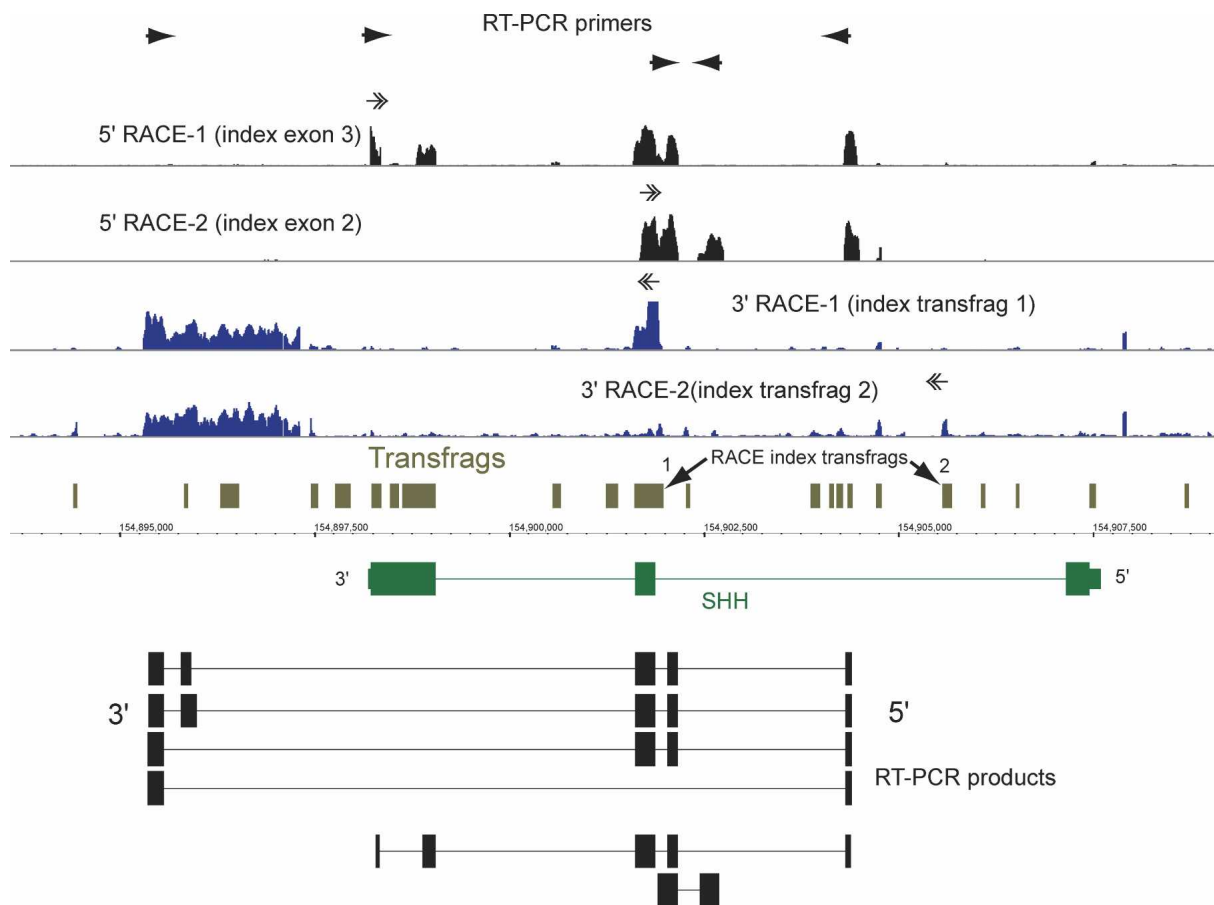 RT-PCR primers
5' RACE-1 (index exon 3)
5' RACE-2 (index exon 2)
3' RACE-1 (index transfrag 1)
3' RACE-2(index transfrag 2)
Transfrags
1 RACE index transfrags 2
154,895,000 154,897,500 154,900,000 154,902,500 154,905,000 154,907,500
3' 5'
SHH
3' 5'
RT-PCR products